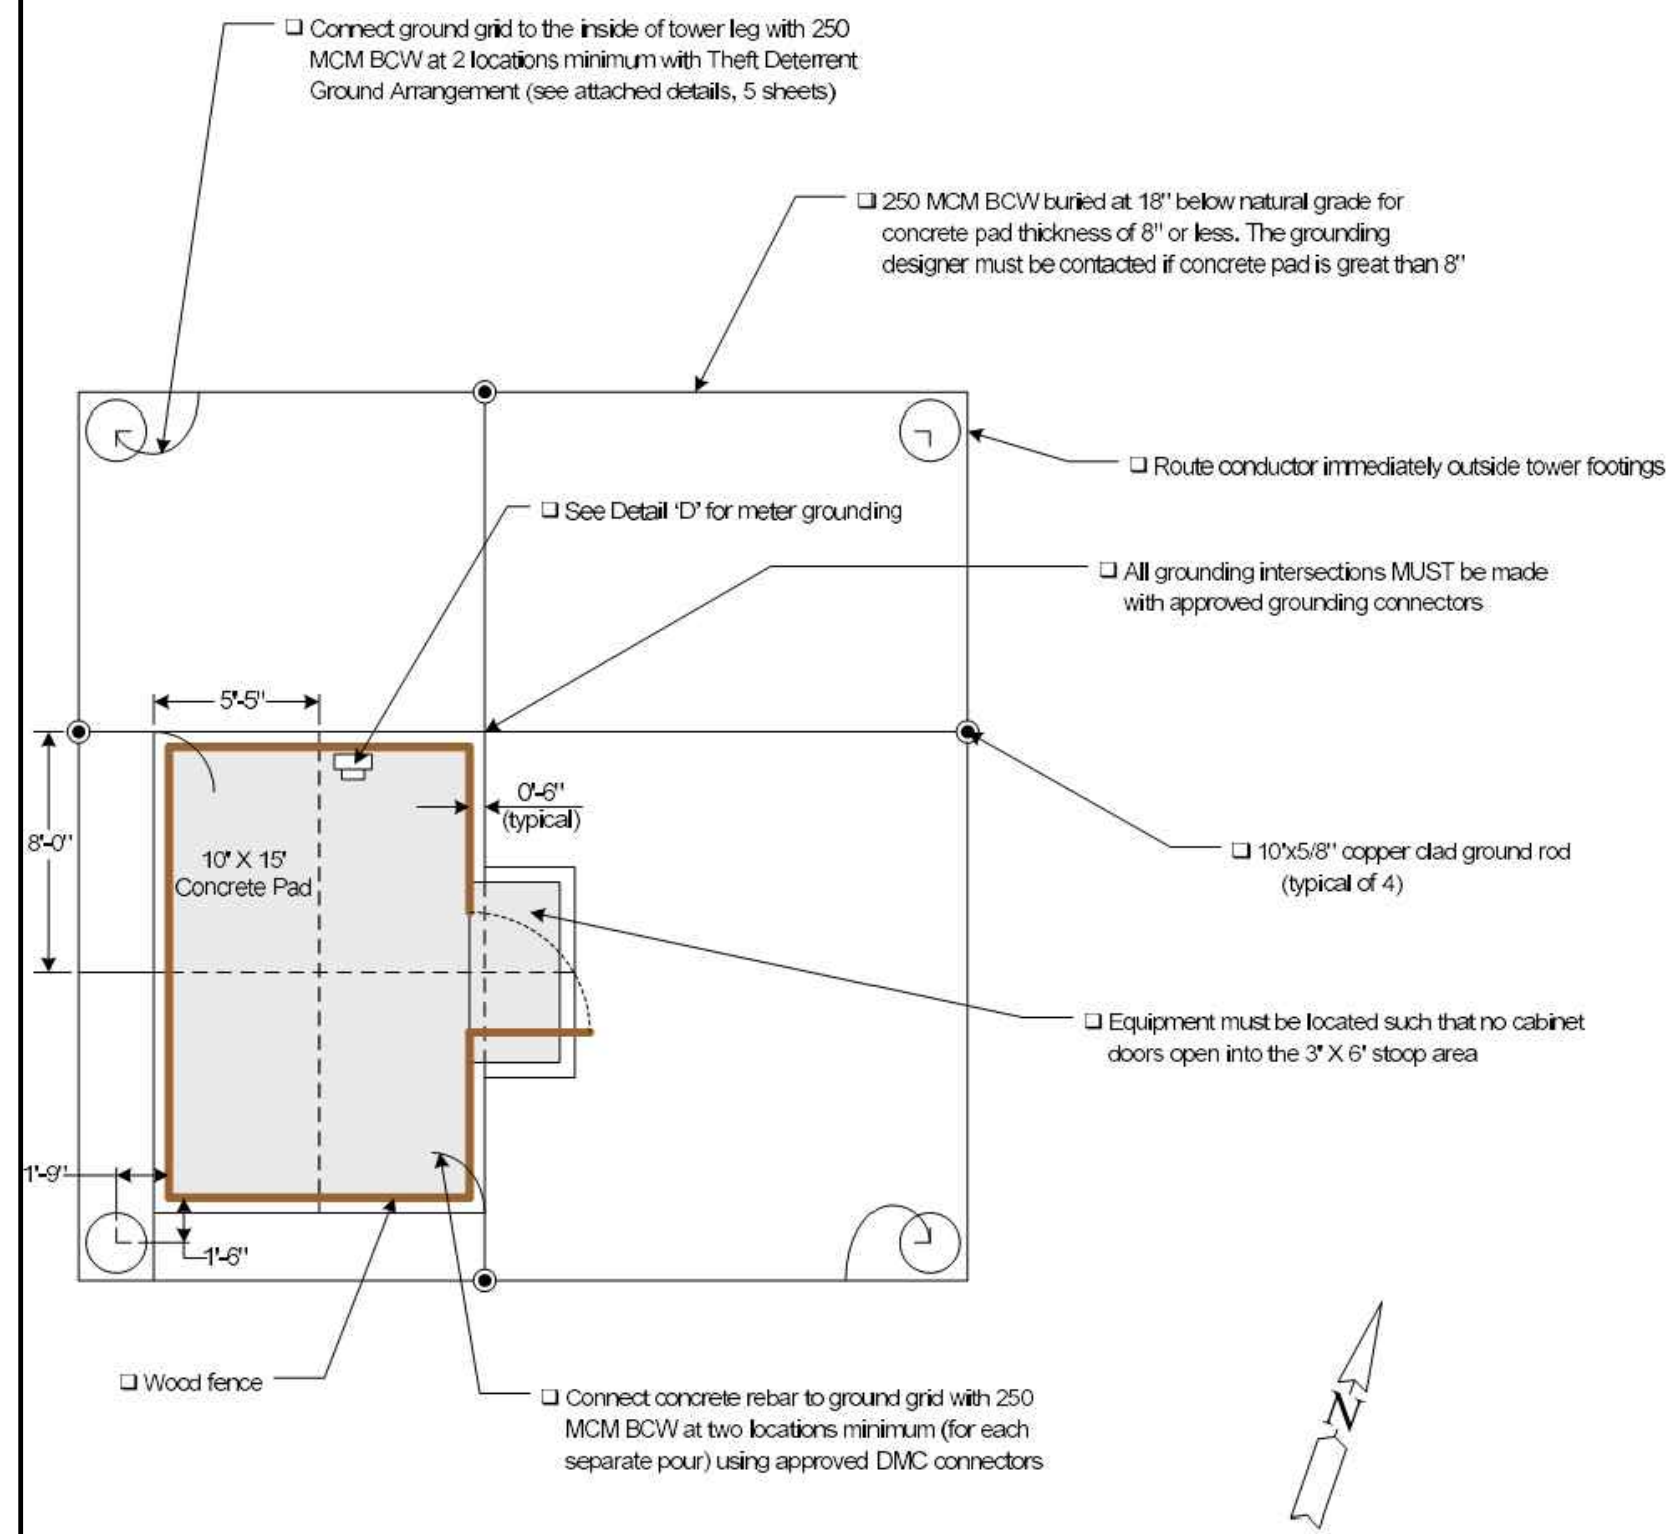 ❑ Connect ground grid to the inside of tower leg with 250
MCM BCW at 2 locations minimum with Theft Deterrent
Ground Arrangement (see attached details, 5 sheets)
❑ 250 MCM BCW buried at 18" below natural grade for
concrete pad thickness of 8" or less. The grounding
designer must be contacted if concrete pad is great than 8"
❑ Route conductor immediately outside tower footings
❑ See Detail 'D' for meter grounding
❑ All grounding intersections MUST be made
with approved grounding connectors
5'-5"
0'-6"
(typical)
8'-0"
10' X 15'
Concrete Pad
❑ 10'x5/8" copper clad ground rod
(typical of 4)
❑ Equipment must be located such that no cabinet
doors open into the 3' X 6' stoop area
1'-9"
1'-6"
❑ Wood fence
❑ Connect concrete rebar to ground grid with 250
MCM BCW at two locations minimum (for each
separate pour) using approved DMC connectors
N